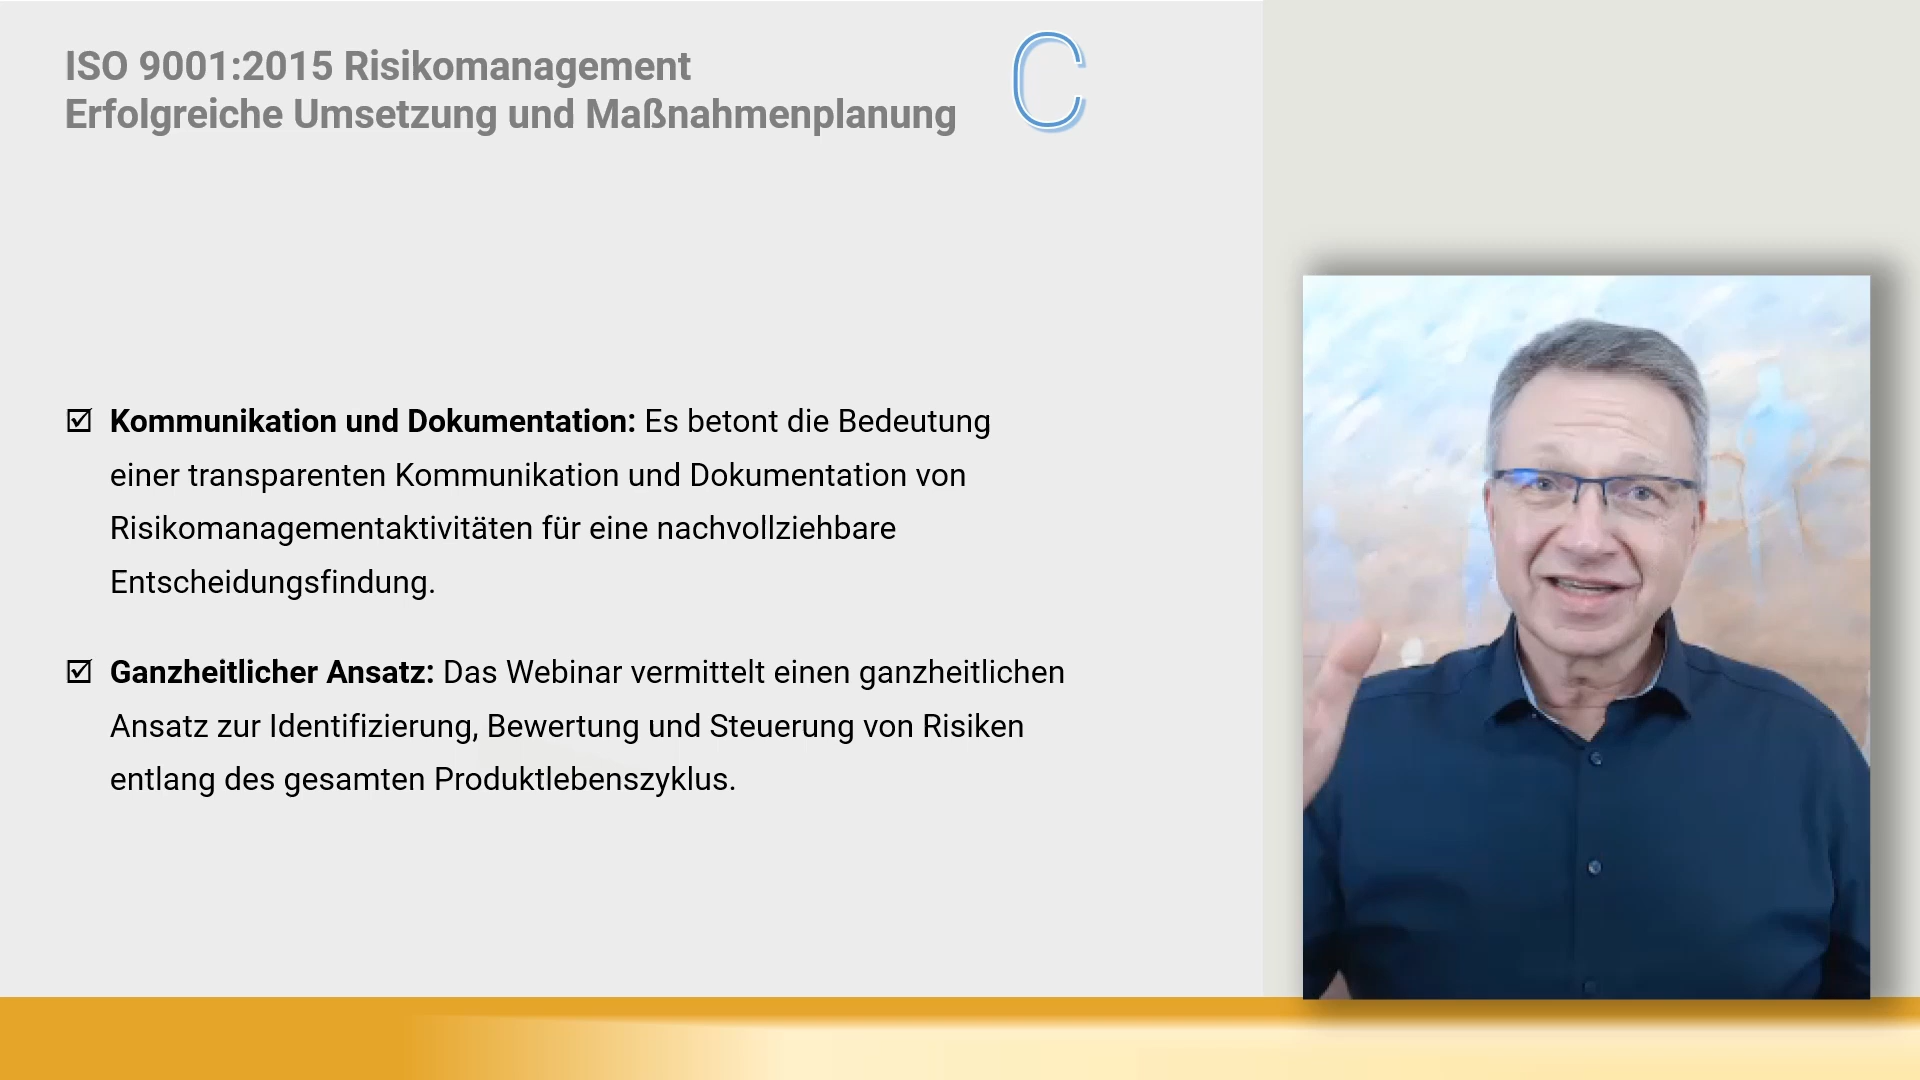 ISO 9001:2015 Risikomanagement
Erfolgreiche Umsetzung und Maßnahmenplanung
C
Kommunikation und Dokumentation: Es betont die Bedeutung
einer transparenten Kommunikation und Dokumentation von
Risikomanagementaktivitäten für eine nachvollziehbare
Entscheidungsfindung.
Ganzheitlicher Ansatz: Das Webinar vermittelt einen ganzheitlichen
Ansatz zur Identifizierung, Bewertung und Steuerung von Risiken
entlang des gesamten Produktlebenszyklus.